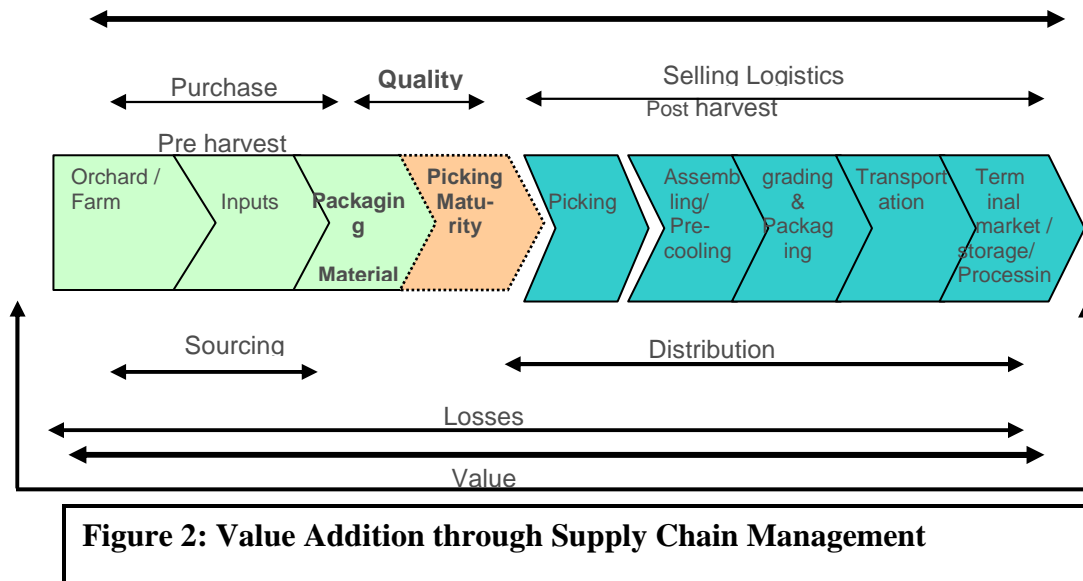 Purchase
Quality
Selling Logistics
Post harvest
Pre harvest
Orchard /
Farm
Inputs
Packagin
g
Material
Picking
Matu-
rity
Picking
Assemb
ling/
Pre-
cooling
grading
&
Packag
ing
Transport
ation
Term
inal
market /
storage/
Processin
Sourcing
Distribution
Losses
Value
Figure 2: Value Addition through Supply Chain Management